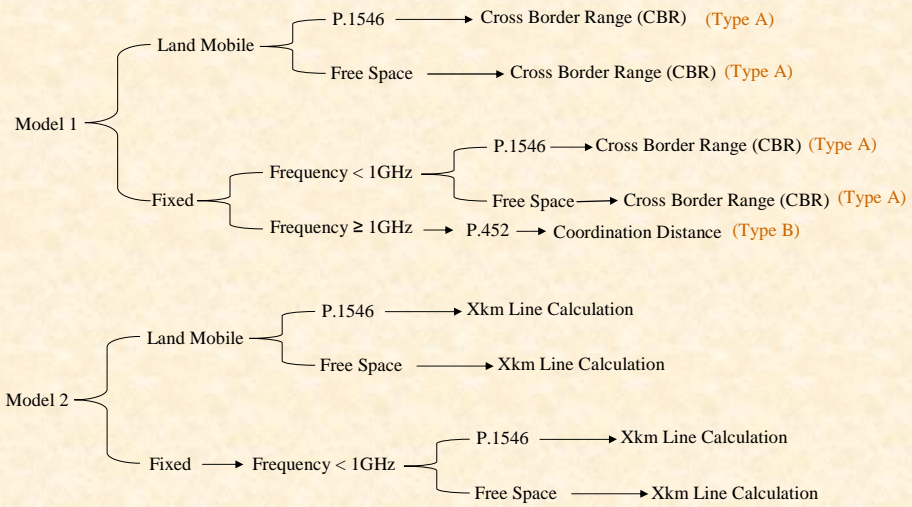 P.1546 Cross Border Range (CBR) (Type A)
Land Mobile
Free Space Cross Border Range (CBR) (Type A)
Model 1
P.1546 Cross Border Range (CBR) (Type A)
Frequency < 1GHz
Fixed
Free Space Cross Border Range (CBR) (Type A)
Frequency ≥ 1GHz P.452 Coordination Distance (Type B)
P.1546 Xkm Line Calculation
Land Mobile
Free Space Xkm Line Calculation
Model 2
P.1546 Xkm Line Calculation
Fixed Frequency < 1GHz
Free Space Xkm Line Calculation